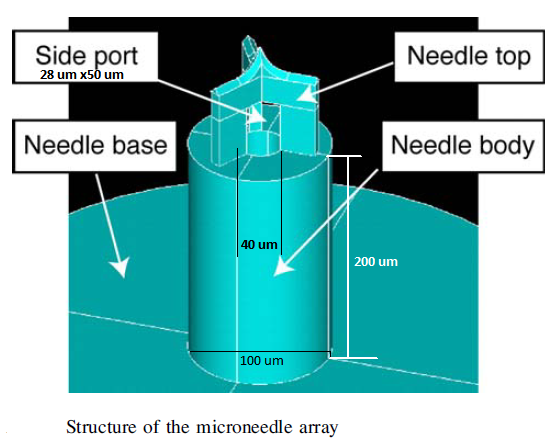 Side port
28 um x50 um
Needle top
Needle base
Needle body
40 um
200 um
100 um
Structure of the microneedle array